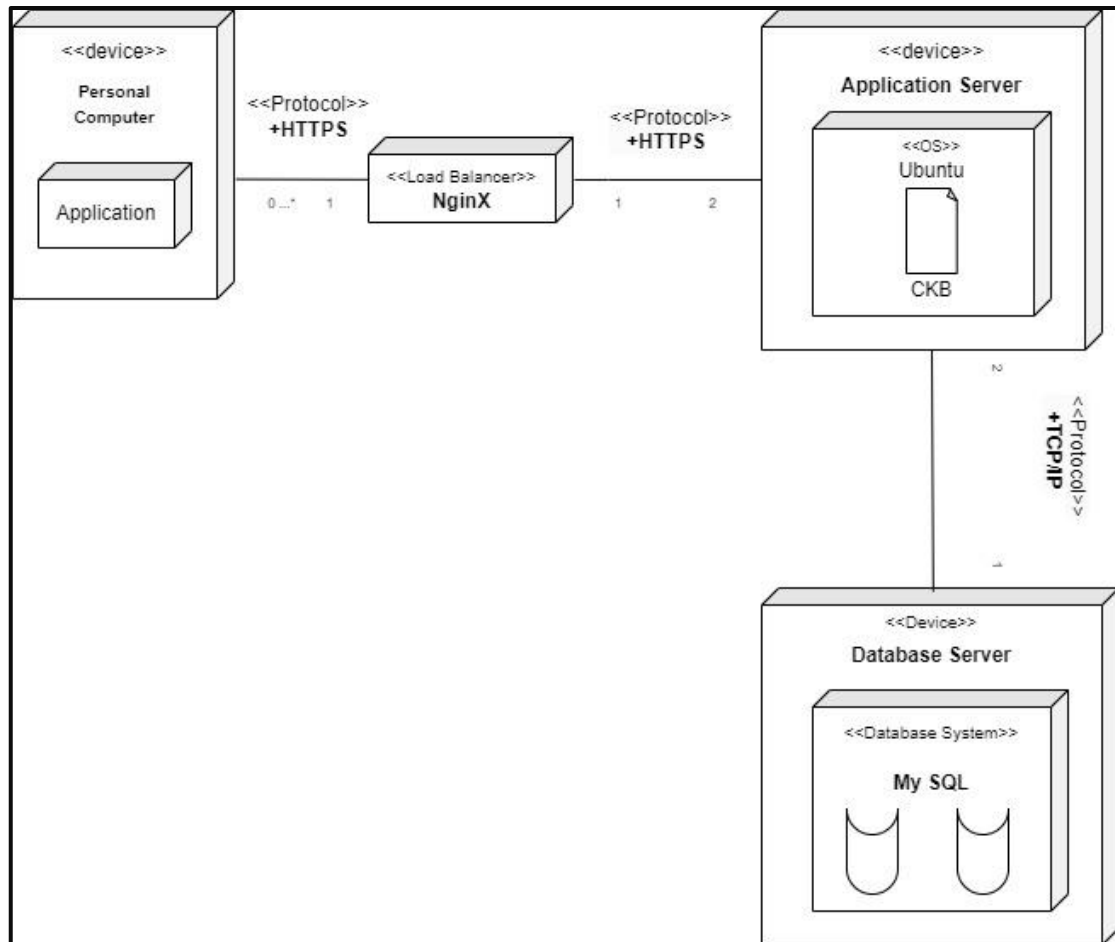 <<device>>
Personal
Computer
Application
<<Protocol>>
+HTTPS
0 ...*
1
<<Load Balancer>>
NginX
<<Protocol>>
+HTTPS
1
2
<<device>>
Application Server
<<OS>>
Ubuntu
CKB
2
<<Protocol>>
+TCP/IP
1
<<Device>>
Database Server
<<Database System>>
My SQL